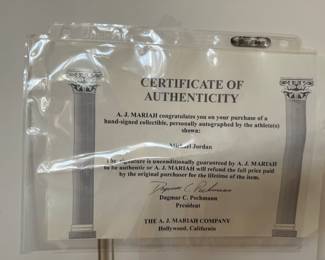 CERTIFICATE OF
AUTHENTICITY
A. J. MARIAH congratulates you on your purchase of a
hand-signed collectible, personally autographed by the athlete(s)
shown:
Michael Jordan
The signature is unconditionally guaranteed by A. J. MARIAH
to be authentic or A. J. MARIAH will refund the full price paid
by the original purchaser for the lifetime of the item.
Dagmar C. Pechmann
Dagmar C. Pechmann
President
THE A. J. MARIAH COMPANY
Hollywood, California